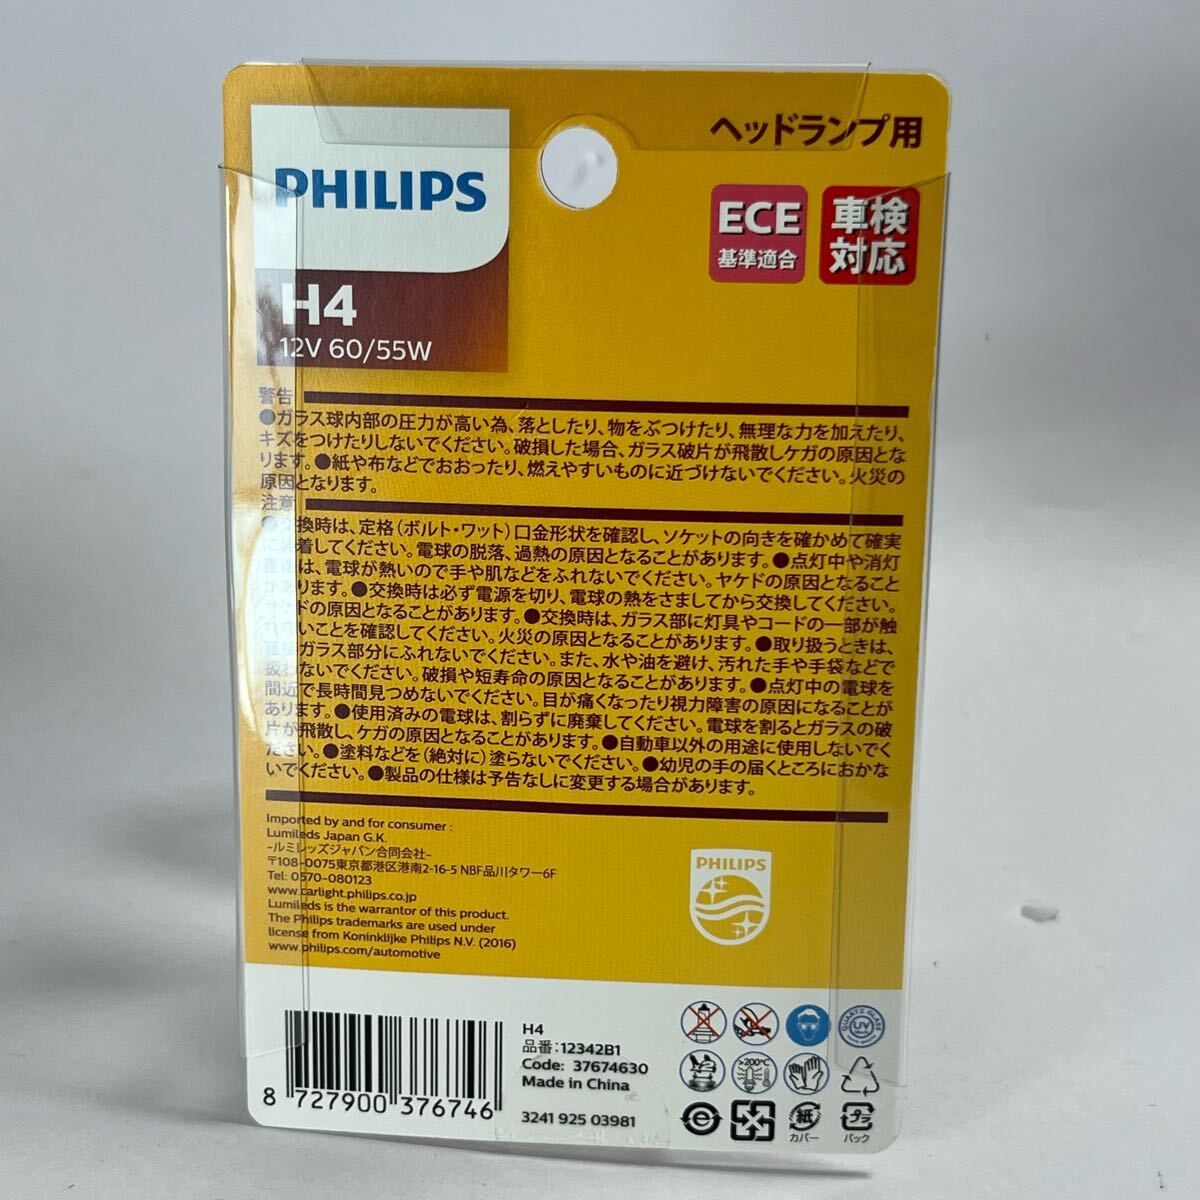 ヘッドランプ用
PHILIPS
ECE
基準適合
車検
対応
H4
12V 60/55W
警告
●ガラス球内部の圧力が高い為、落としたり、物をぶつけたり、無理な力を加えたり、
キズをつけたりしないでください。破損した場合、ガラス破片が飛散しケガの原因とな
ります。●紙や布などでおおったり、燃えやすいものに近づけないでください。火災の
原因となります。
注意
●交換時は、定格(ボルト・ワット)口金形状を確認し、ソケットの向きを確かめて確実
に装着してください。電球の脱落、過熱の原因となることがあります。●点灯中や消灯
直後は、電球が熱いので手や肌などをふれないでください。ヤケドの原因となること
があります。●交換時は必ず電源を切り、電球の熱をさましてから交換してください。
ヤケドの原因となることがあります。●交換時は、ガラス部に灯具やコードの一部が触
れないことを確認してください。火災の原因となることがあります。●取り扱うときは、
直接ガラス部分にふれないでください。また、水や油を避け、汚れた手や手袋などで
扱わないでください。破損や短寿命の原因となることがあります。●点灯中の電球を
間近で長時間見つめないでください。目が痛くなったり視力障害の原因になることが
あります。●使用済みの電球は、割らずに廃棄してください。電球を割るとガラスの破
片が飛散し、ケガの原因となることがあります。●自動車以外の用途に使用しないでく
ださい。●塗料などを(絶対に)塗らないでください。●幼児の手の届くところにおかな
いでください。●製品の仕様は予告なしに変更する場合があります。
Imported by and for consumer :
Lumileds Japan G.K.
-ルミレッズジャパン合同会社-
〒108-0075東京都港区港南2-16-5 NBF品川タワー6F
Tel: 0570-080123
www.carlight.philips.co.jp
Lumileds is the warrantor of this product.
The Philips trademarks are used under
license from Koninklijke Philips N.V. (2016)
www.philips.com/automotive
PHILIPS
H4
品番:12342B1
Code: 37674630
Made in China
3241 925 03981
8 727900 376746
QUARTZ GLASS
UV
>200℃
紙
カバー
プラ
パック